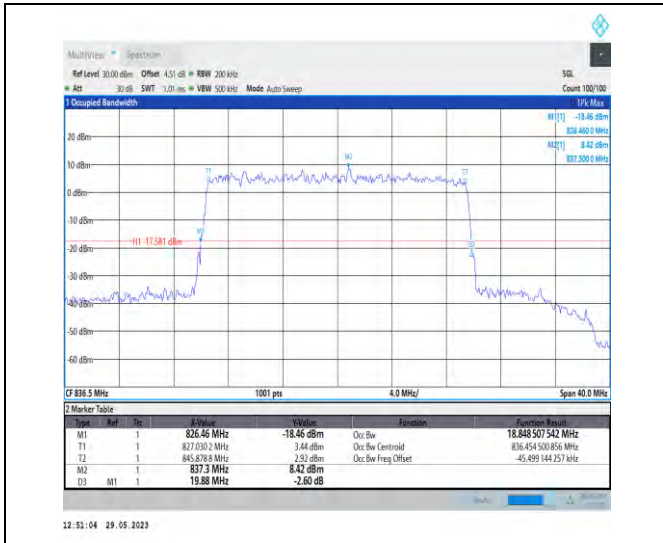 MultiView Spectrum
Ref Level 30.00 dBm Offset 4.51 dB RBW 200 kHz SGL
Att 30 dB SWT 1.01 ms VBW 500 kHz Mode Auto Sweep Count 100/100
1 Occupied Bandwidth 1Pk Max
M1[1] -18.46 dBm
826.460 0 MHz
M2[1] 8.42 dBm
837.300 0 MHz
20 dBm
M2
10 dBm
T1 T2
0 dBm
-10 dBm
H1 -17.581 dBm
-20 dBm
-30 dBm
-40 dBm
-50 dBm
-60 dBm
CF 836.5 MHz 1001 pts 4.0 MHz/ Span 40.0 MHz
2 Marker Table
Type Ref Trc X-Value Y-Value Function Function Result
M1 1 826.46 MHz -18.46 dBm Occ Bw 18.848 507 542 MHz
T1 1 827.030 2 MHz 3.44 dBm Occ Bw Centroid 836.454 500 856 MHz
T2 1 845.878 8 MHz 2.92 dBm Occ Bw Freq Offset -45.499 144 257 kHz
M2 1 837.3 MHz 8.42 dBm
D3 M1 1 19.88 MHz -2.60 dB
12:51:04 29.05.2023